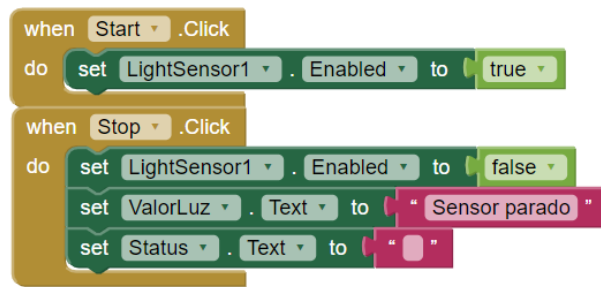 when Start .Click
do set LightSensor1 . Enabled to true
when Stop .Click
do set LightSensor1 . Enabled to false
set ValorLuz . Text to “ Sensor parado ”
set Status . Text to “ ”